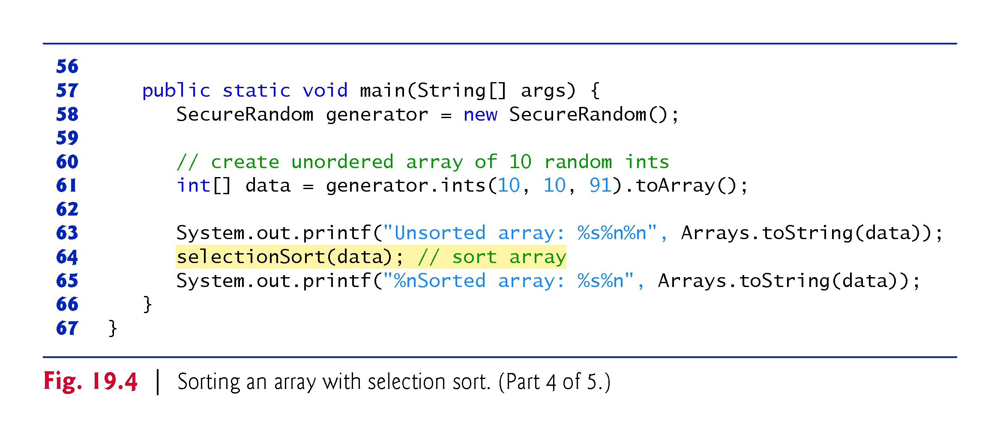 56
57 public static void main(String[] args) {
58 SecureRandom generator = new SecureRandom();
59
60 // create unordered array of 10 random ints
61 int[] data = generator.ints(10, 10, 91).toArray();
62
63 System.out.printf("Unsorted array: %s%n%n", Arrays.toString(data));
64 selectionSort(data); // sort array
65 System.out.printf("%nSorted array: %s%n", Arrays.toString(data));
66 }
67 }
Fig. 19.4 | Sorting an array with selection sort. (Part 4 of 5.)